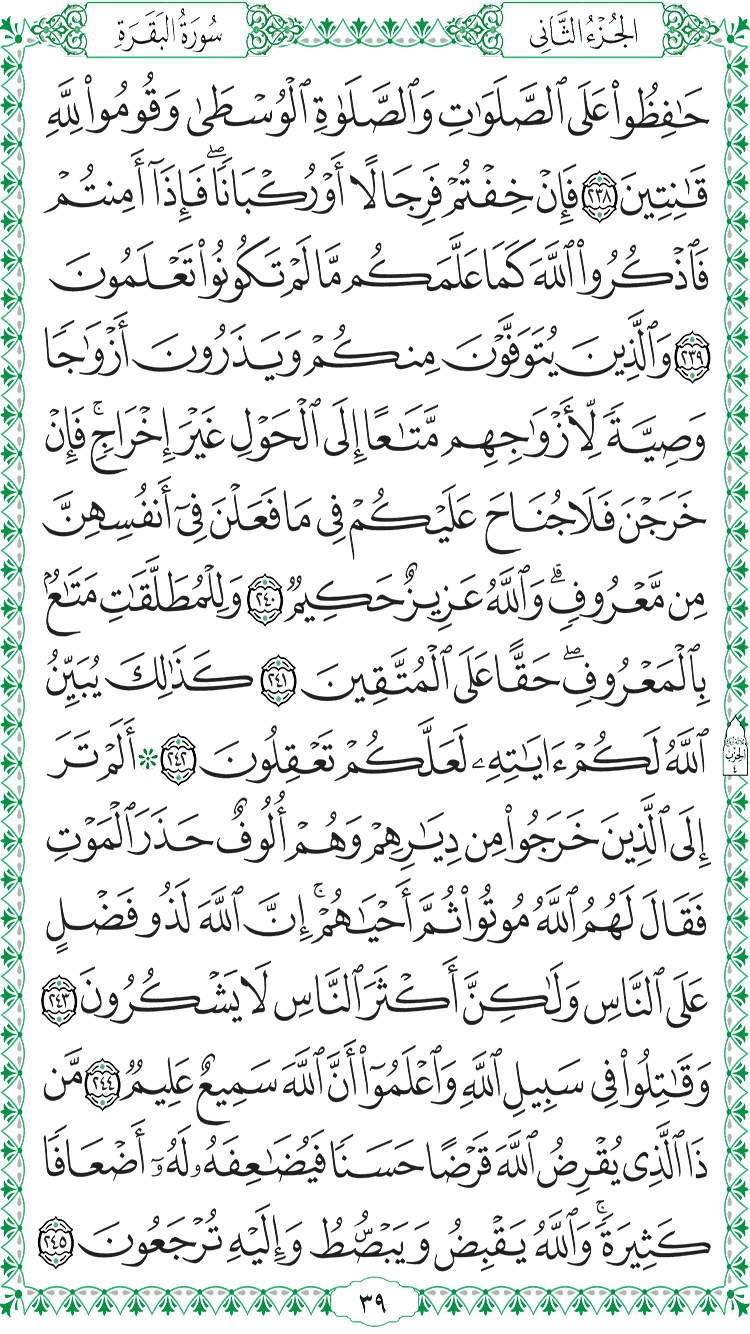 الجُزْءُ الثَّانِي
سُورَةُ البَقَرَةِ
حَٰفِظُواْ عَلَى ٱلصَّلَوَٰتِ وَٱلصَّلَوٰةِ ٱلۡوُسۡطَىٰ وَقُومُواْ لِلَّهِ
قَٰنِتِينَ ٢٣٨ فَإِنۡ خِفۡتُمۡ فَرِجَالًا أَوۡ رُكۡبَانٗاۖ فَإِذَآ أَمِنتُمۡ
فَٱذۡكُرُواْ ٱللَّهَ كَمَا عَلَّمَكُم مَّا لَمۡ تَكُونُواْ تَعۡلَمُونَ
٢٣٩ وَٱلَّذِينَ يُتَوَفَّوۡنَ مِنكُمۡ وَيَذَرُونَ أَزۡوَٰجٗا
وَصِيَّةٗ لِّأَزۡوَٰجِهِم مَّتَٰعًا إِلَى ٱلۡحَوۡلِ غَيۡرَ إِخۡرَاجٖۚ فَإِنۡ
خَرَجۡنَ فَلَا جُنَاحَ عَلَيۡكُمۡ فِي مَا فَعَلۡنَ فِيٓ أَنفُسِهِنَّ
مِن مَّعۡرُوفٖۗ وَٱللَّهُ عَزِيزٌ حَكِيمٞ ٢٤٠ وَلِلۡمُطَلَّقَٰتِ مَتَٰعُۢ
بِٱلۡمَعۡرُوفِۖ حَقًّا عَلَى ٱلۡمُتَّقِينَ ٢٤١ كَذَٰلِكَ يُبَيِّنُ
ٱللَّهُ لَكُمۡ ءَايَٰتِهِۦ لَعَلَّكُمۡ تَعۡقِلُونَ ٢٤٢ ۞ أَلَمۡ تَرَ
الحزب
٤
إِلَى ٱلَّذِينَ خَرَجُواْ مِن دِيَٰرِهِمۡ وَهُمۡ أُلُوفٌ حَذَرَ ٱلۡمَوۡتِ
فَقَالَ لَهُمُ ٱللَّهُ مُوتُواْ ثُمَّ أَحۡيَٰهُمۡۚ إِنَّ ٱللَّهَ لَذُو فَضۡلٍ
عَلَى ٱلنَّاسِ وَلَٰكِنَّ أَكۡثَرَ ٱلنَّاسِ لَا يَشۡكُرُونَ ٢٤٣
وَقَٰتِلُواْ فِي سَبِيلِ ٱللَّهِ وَٱعۡلَمُوٓاْ أَنَّ ٱللَّهَ سَمِيعٌ عَلِيمٞ ٢٤٤ مَّن
ذَا ٱلَّذِي يُقۡرِضُ ٱللَّهَ قَرۡضًا حَسَنٗا فَيُضَٰعِفَهُۥ لَهُۥٓ أَضۡعَافٗا
كَثِيرَةٗۚ وَٱللَّهُ يَقۡبِضُ وَيَبۡصُۜطُ وَإِلَيۡهِ تُرۡجَعُونَ ٢٤٥
٣٩